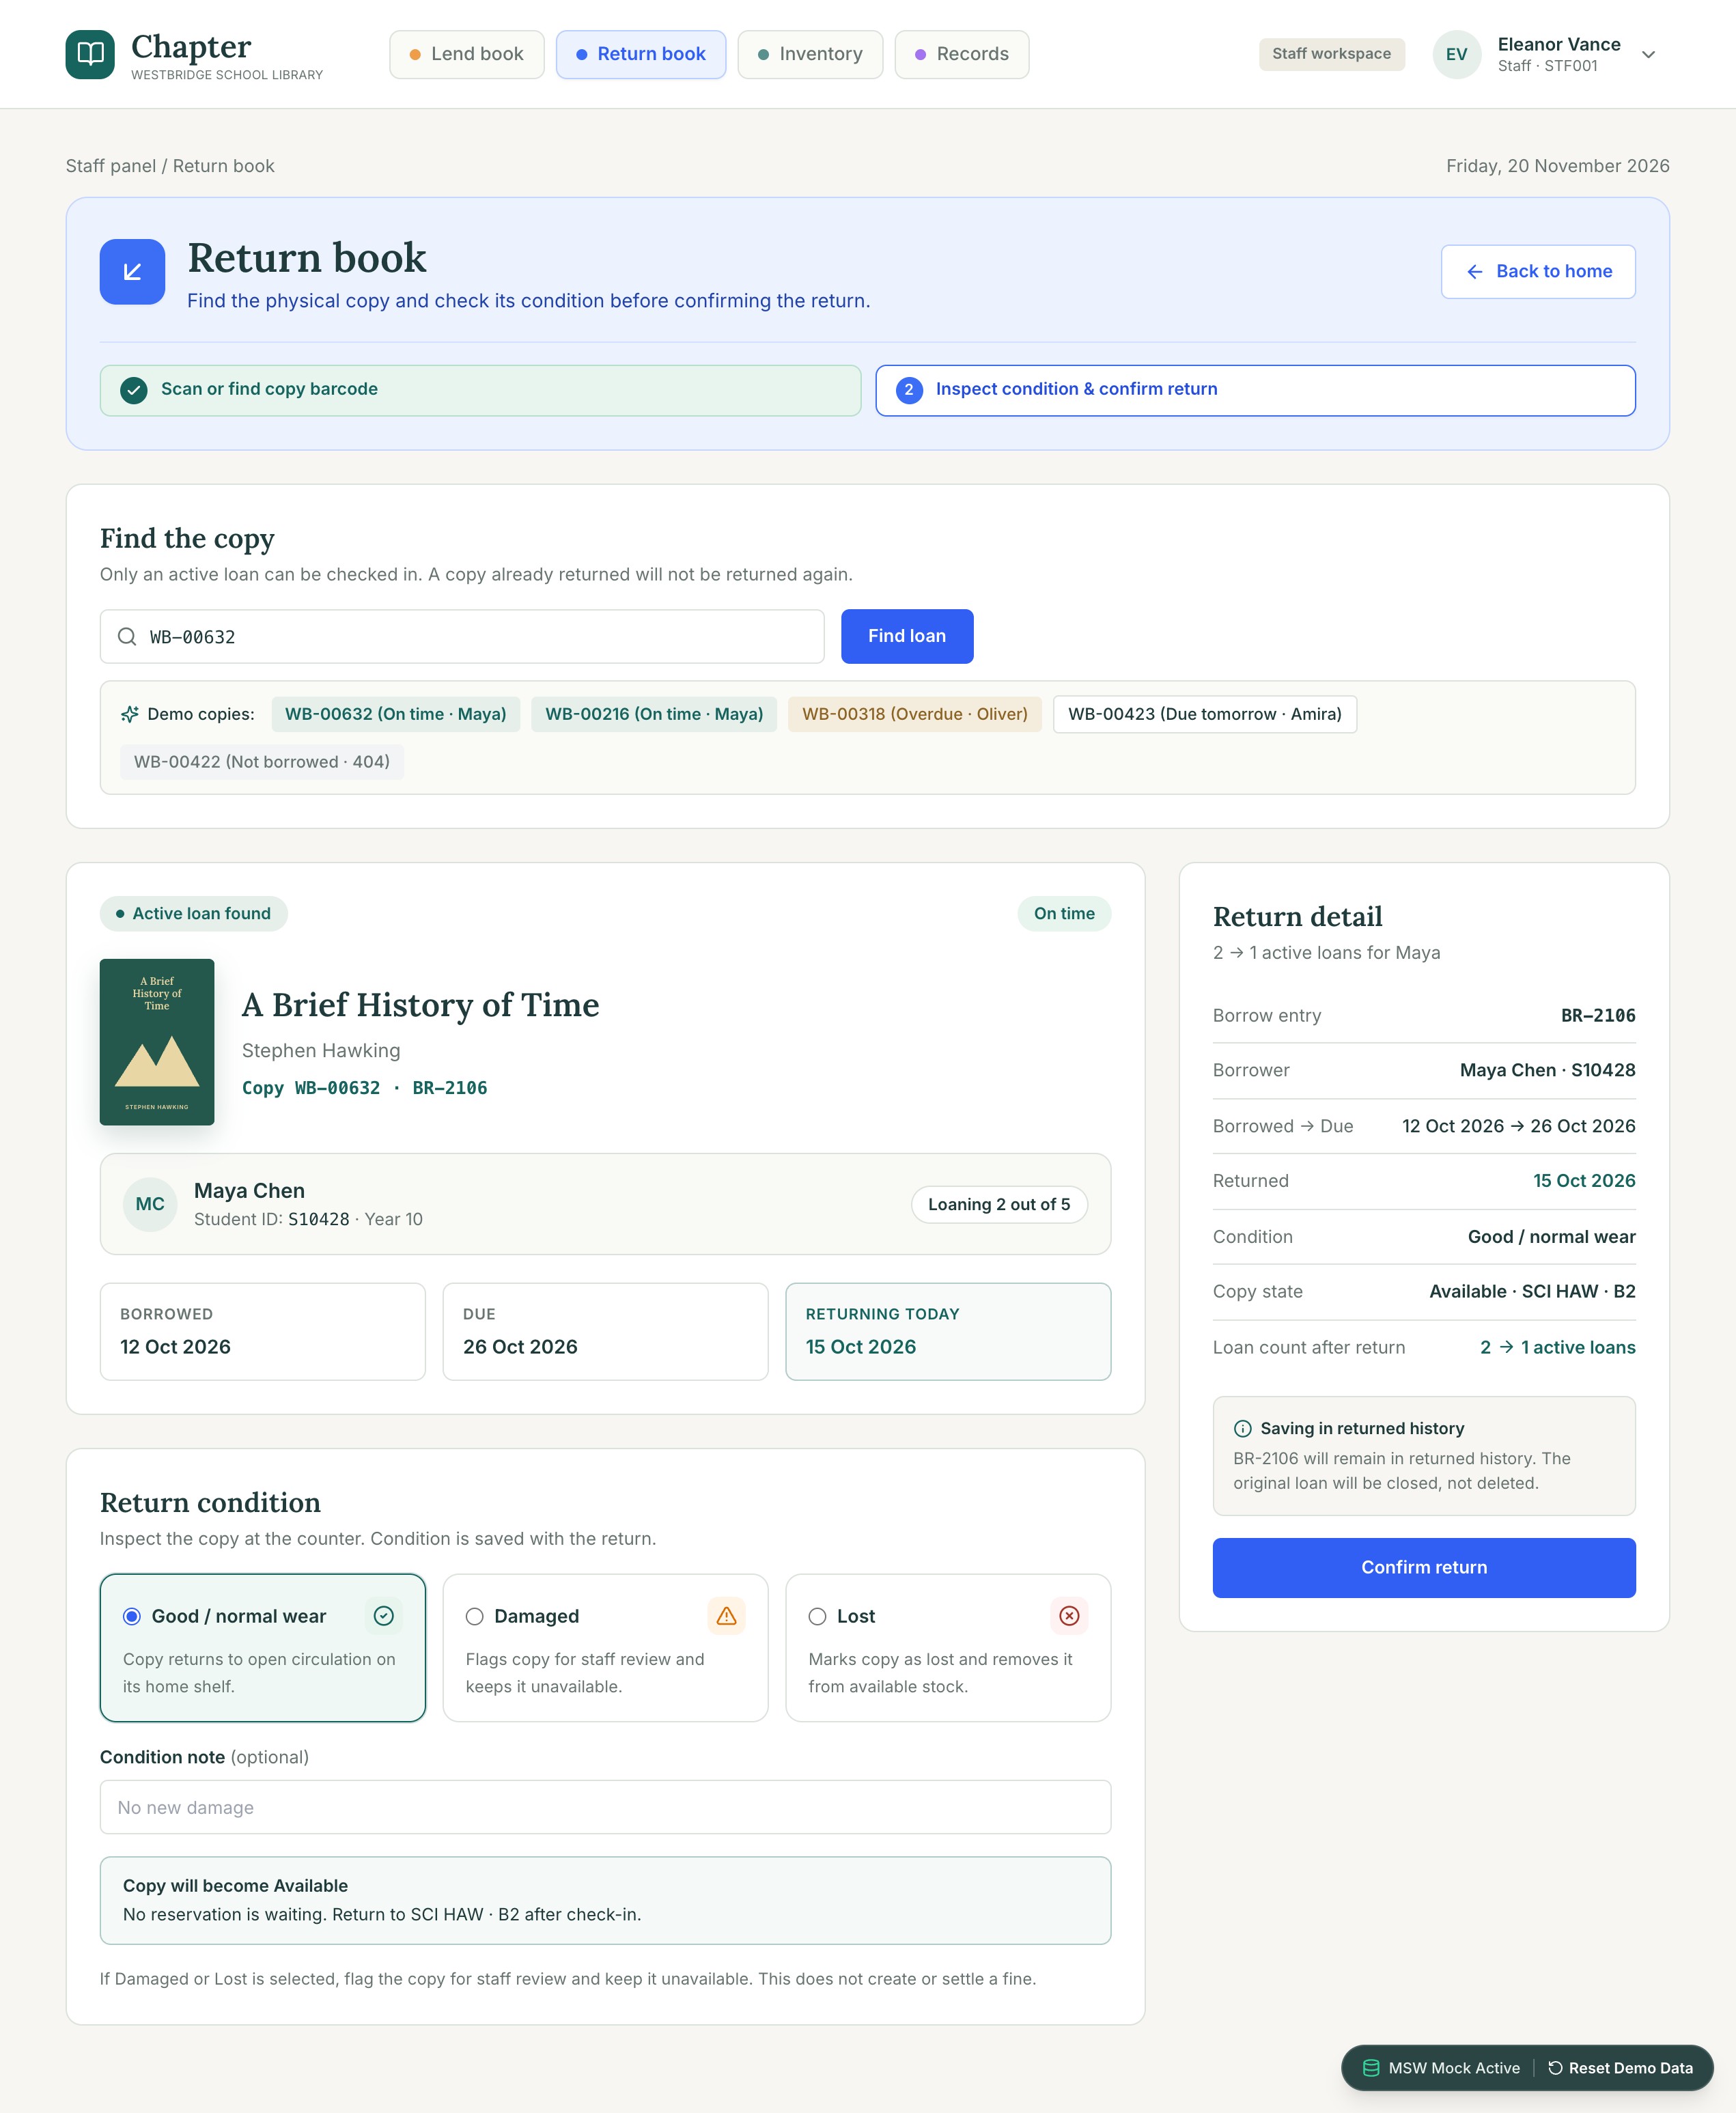 Chapter
WESTBRIDGE SCHOOL LIBRARY
Lend book
Return book
Inventory
Records
Staff workspace
EV
Eleanor Vance
Staff · STF001
Staff panel / Return book
Friday, 20 November 2026
Return book
Find the physical copy and check its condition before confirming the return.
Back to home
Scan or find copy barcode
2
Inspect condition & confirm return
Find the copy
Only an active loan can be checked in. A copy already returned will not be returned again.
WB-00632
Find loan
Demo copies:
WB-00632 (On time · Maya)
WB-00216 (On time · Maya)
WB-00318 (Overdue · Oliver)
WB-00423 (Due tomorrow · Amira)
WB-00422 (Not borrowed · 404)
Active loan found
On time
A Brief
History of
Time
STEPHEN HAWKING
A Brief History of Time
Stephen Hawking
Copy WB-00632 · BR-2106
MC
Maya Chen
Student ID: S10428 · Year 10
Loaning 2 out of 5
BORROWED
12 Oct 2026
DUE
26 Oct 2026
RETURNING TODAY
15 Oct 2026
Return condition
Inspect the copy at the counter. Condition is saved with the return.
Good / normal wear
Copy returns to open circulation on
its home shelf.
Damaged
Flags copy for staff review and
keeps it unavailable.
Lost
Marks copy as lost and removes it
from available stock.
Condition note (optional)
No new damage
Copy will become Available
No reservation is waiting. Return to SCI HAW · B2 after check-in.
If Damaged or Lost is selected, flag the copy for staff review and keep it unavailable. This does not create or settle a fine.
Return detail
2 → 1 active loans for Maya
Borrow entry
BR-2106
Borrower
Maya Chen · S10428
Borrowed → Due
12 Oct 2026 → 26 Oct 2026
Returned
15 Oct 2026
Condition
Good / normal wear
Copy state
Available · SCI HAW · B2
Loan count after return
2 → 1 active loans
Saving in returned history
BR-2106 will remain in returned history. The
original loan will be closed, not deleted.
Confirm return
MSW Mock Active
Reset Demo Data